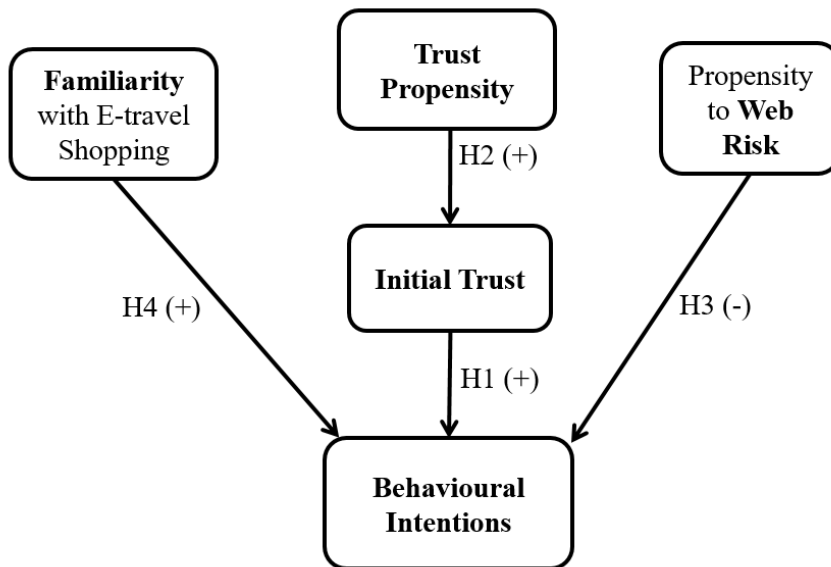 Familiarity
with E-travel
Shopping
Trust
Propensity
Propensity
to Web
Risk
H2 (+)
Initial Trust
H4 (+)
H3 (-)
H1 (+)
Behavioural
Intentions